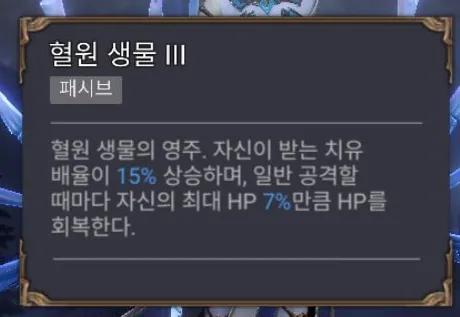 혈원 생물 III
패시브
혈원 생물의 영주. 자신이 받는 치유
배율이 15% 상승하며, 일반 공격할
때마다 자신의 최대 HP 7%만큼 HP를
회복한다.